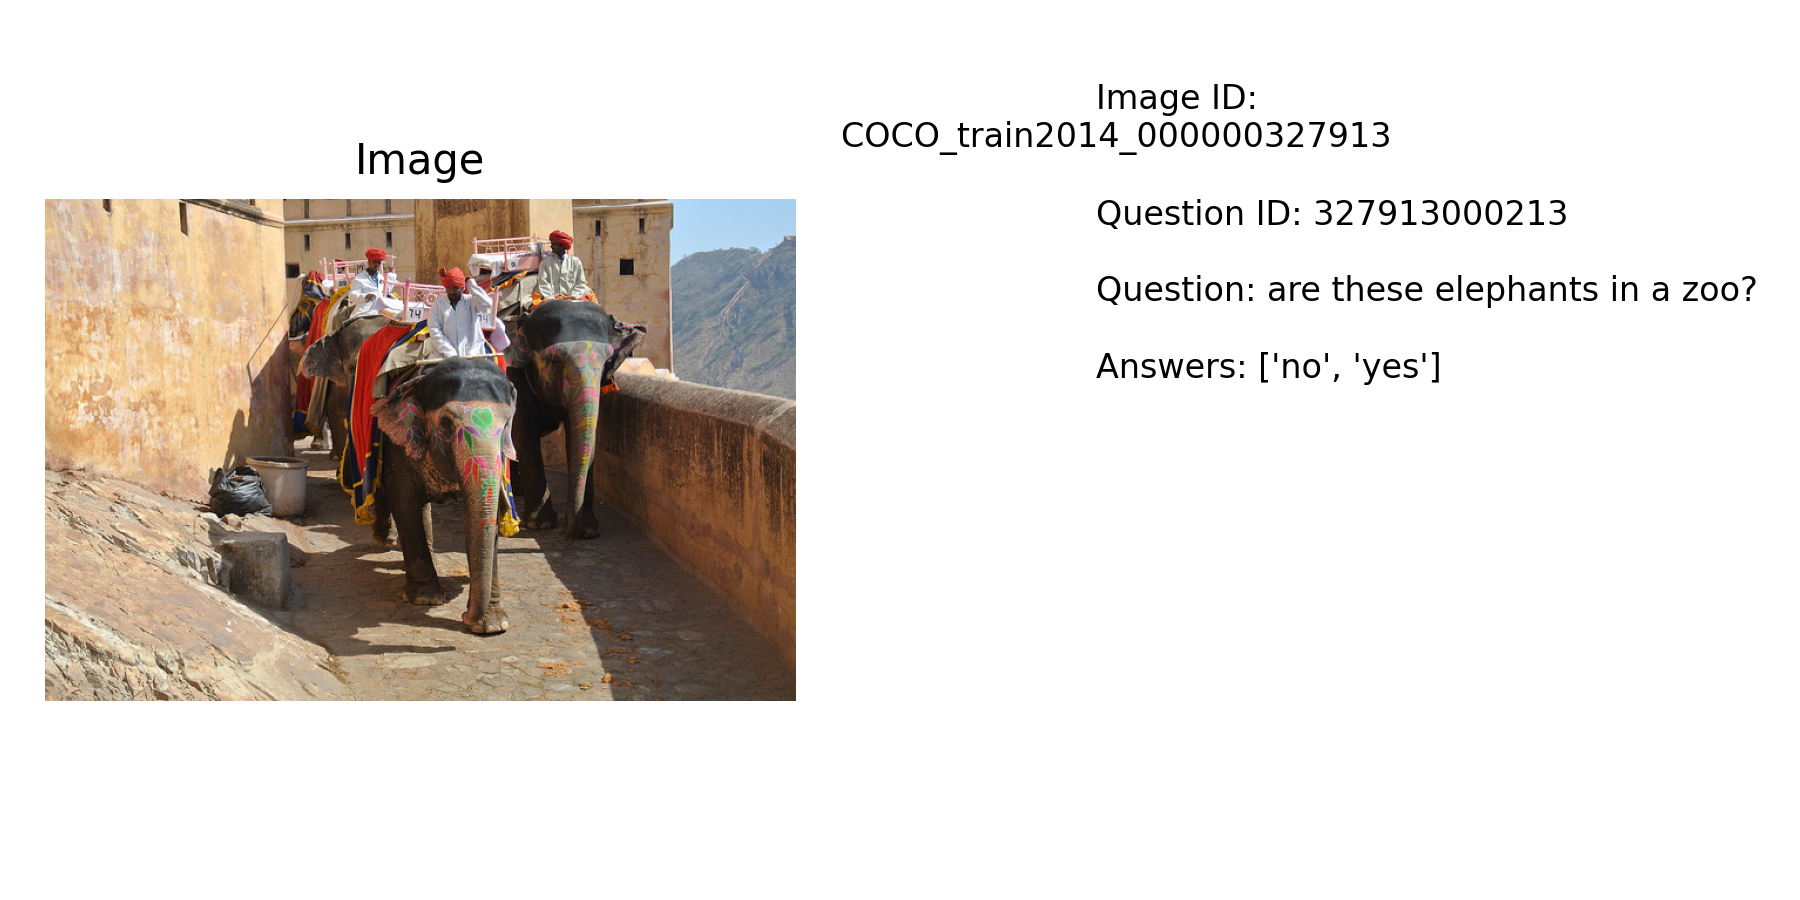 Image
74
74
Image ID:
COCO_train2014_000000327913
Question ID: 327913000213
Question: are these elephants in a zoo?
Answers: ['no', 'yes']